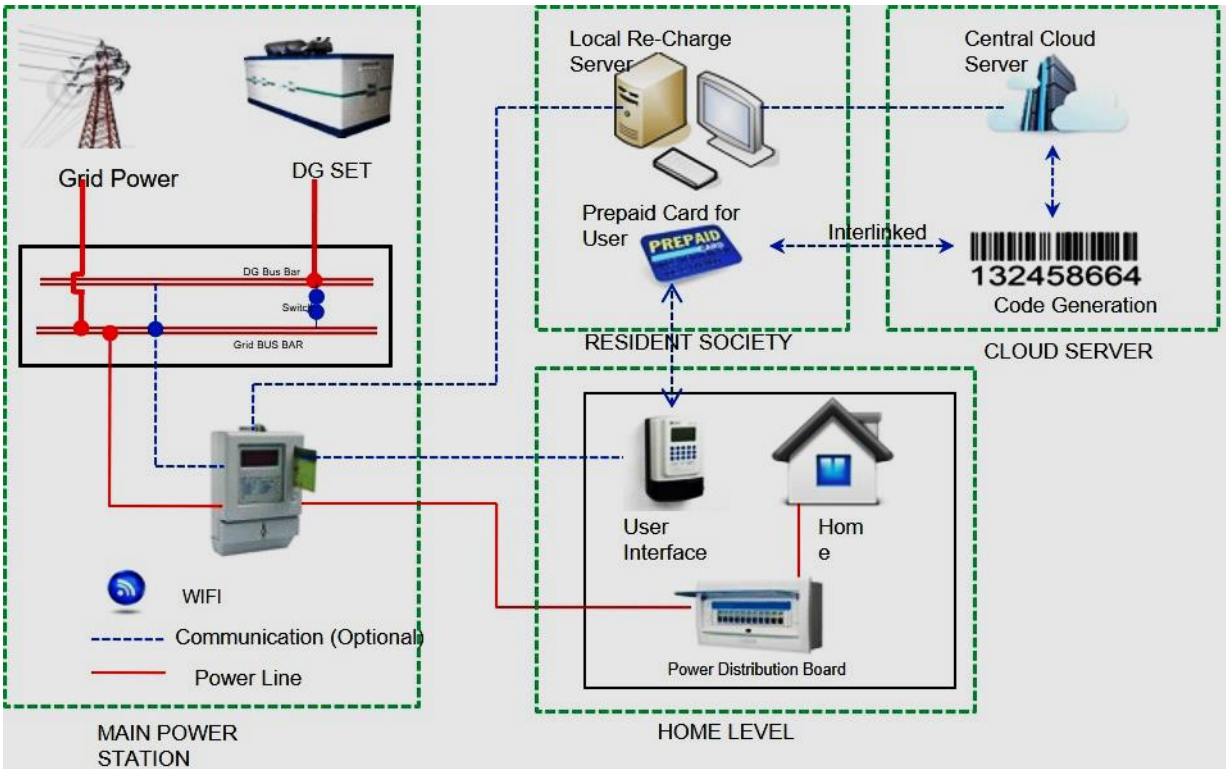 Grid Power
DG SET
DG Bus Bar
Switch
Grid BUS BAR
WIFI
Communication (Optional)
Power Line
MAIN POWER
STATION
Local Re-Charge
Server
Prepaid Card for
User
PREPAID
CARD
Interlinked
RESIDENT SOCIETY
Central Cloud
Server
132458664
Code Generation
CLOUD SERVER
User
Interface
Hom
e
Power Distribution Board
HOME LEVEL